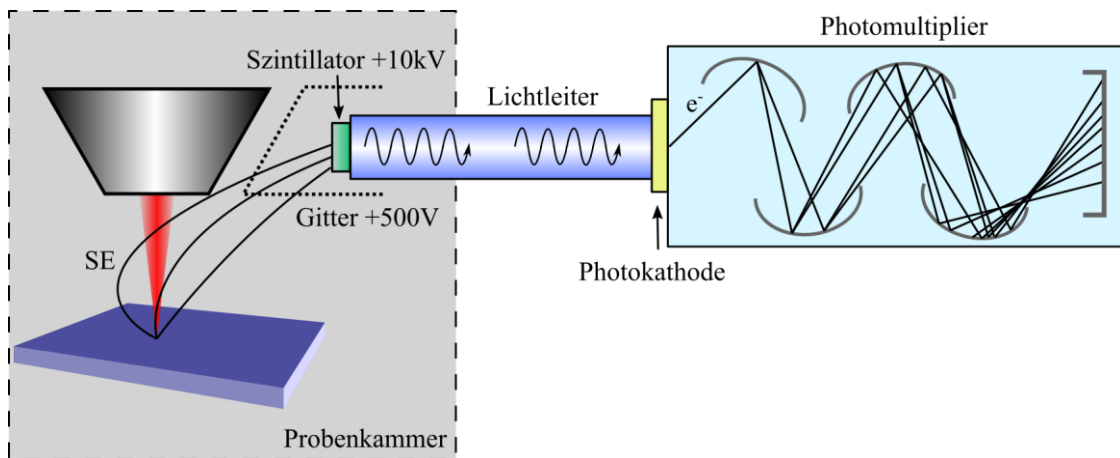 Photomultiplier
Szintillator +10kV
Lichtleiter
e-
Gitter +500V
SE
Photokathode
Probenkammer